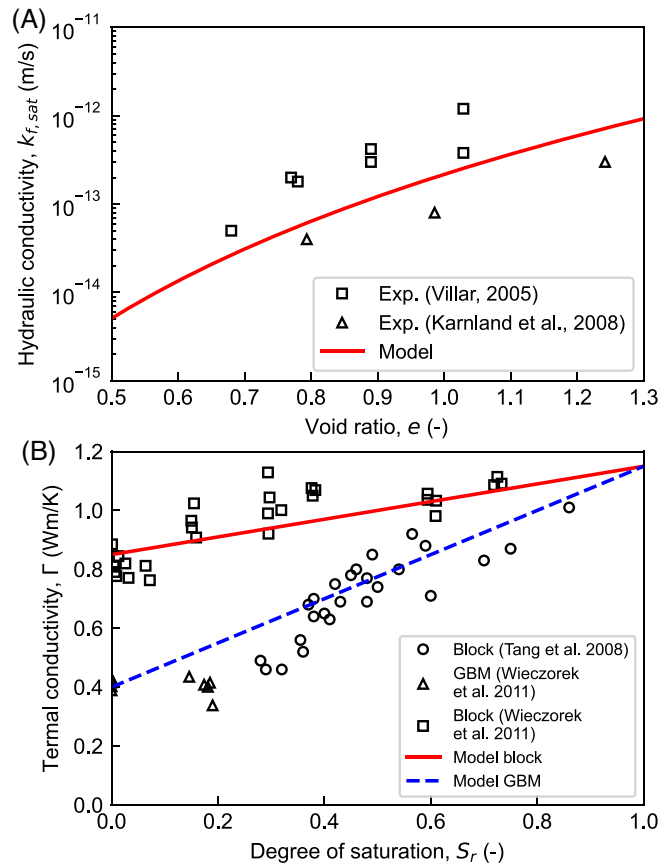 (A)
10⁻¹¹
10⁻¹²
10⁻¹³
10⁻¹⁴
10⁻¹⁵
Hydraulic conductivity, k_{f,sat} (m/s)
Exp. (Villar, 2005)
Exp. (Karnland et al., 2008)
Model
0.5 0.6 0.7 0.8 0.9 1.0 1.1 1.2 1.3
Void ratio, e (-)
(B)
1.2
1.0
0.8
0.6
0.4
0.2
0.0
Termal conductivity, Γ (Wm/K)
Block (Tang et al. 2008)
GBM (Wieczorek
et al. 2011)
Block (Wieczorek
et al. 2011)
Model block
Model GBM
0.0 0.2 0.4 0.6 0.8 1.0
Degree of saturation, S_r (-)